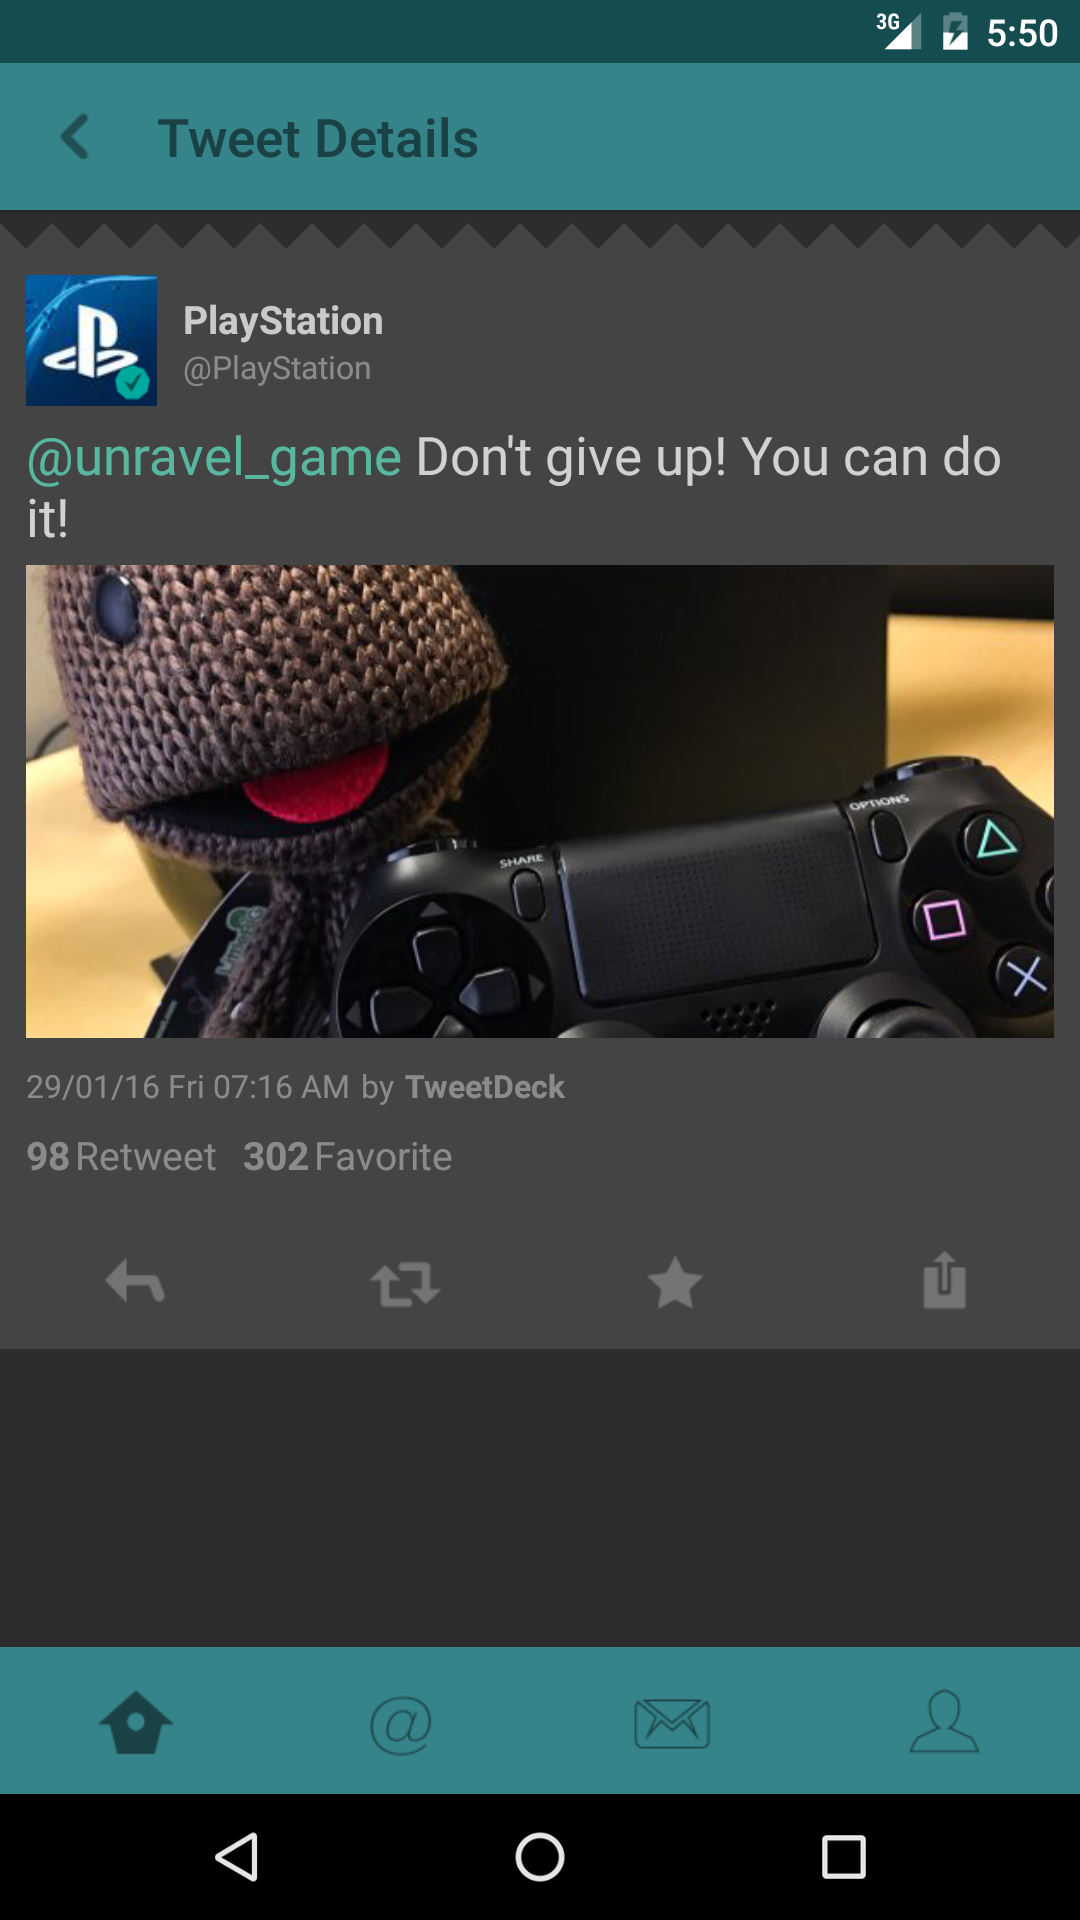 3G 5:50
Tweet Details
PlayStation
@PlayStation
@unravel_game Don't give up! You can do
it!
OPTIONS
SHARE
29/01/16 Fri 07:16 AM by TweetDeck
98 Retweet 302 Favorite